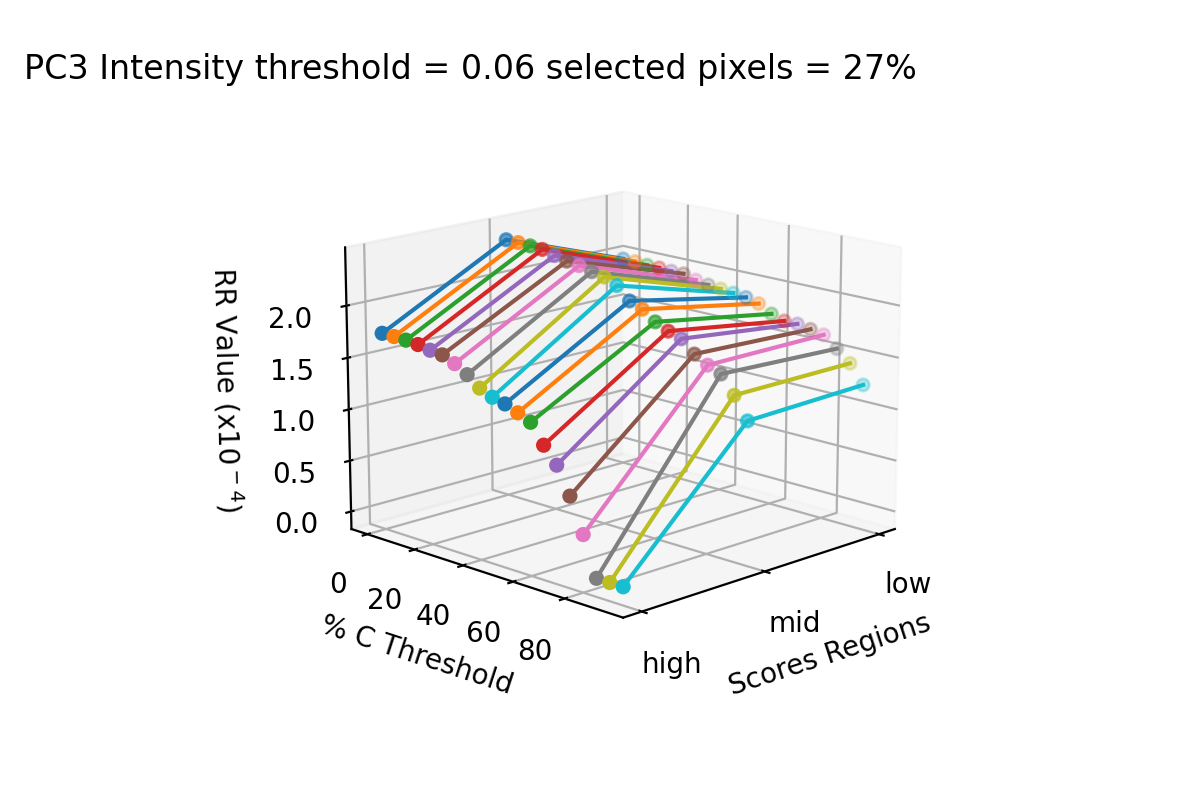 PC3 Intensity threshold = 0.06 selected pixels = 27%
RR Value (x10⁻⁴)
2.0
1.5
1.0
0.5
0.0
0
20
40
60
80
% C Threshold
high
mid
low
Scores Regions